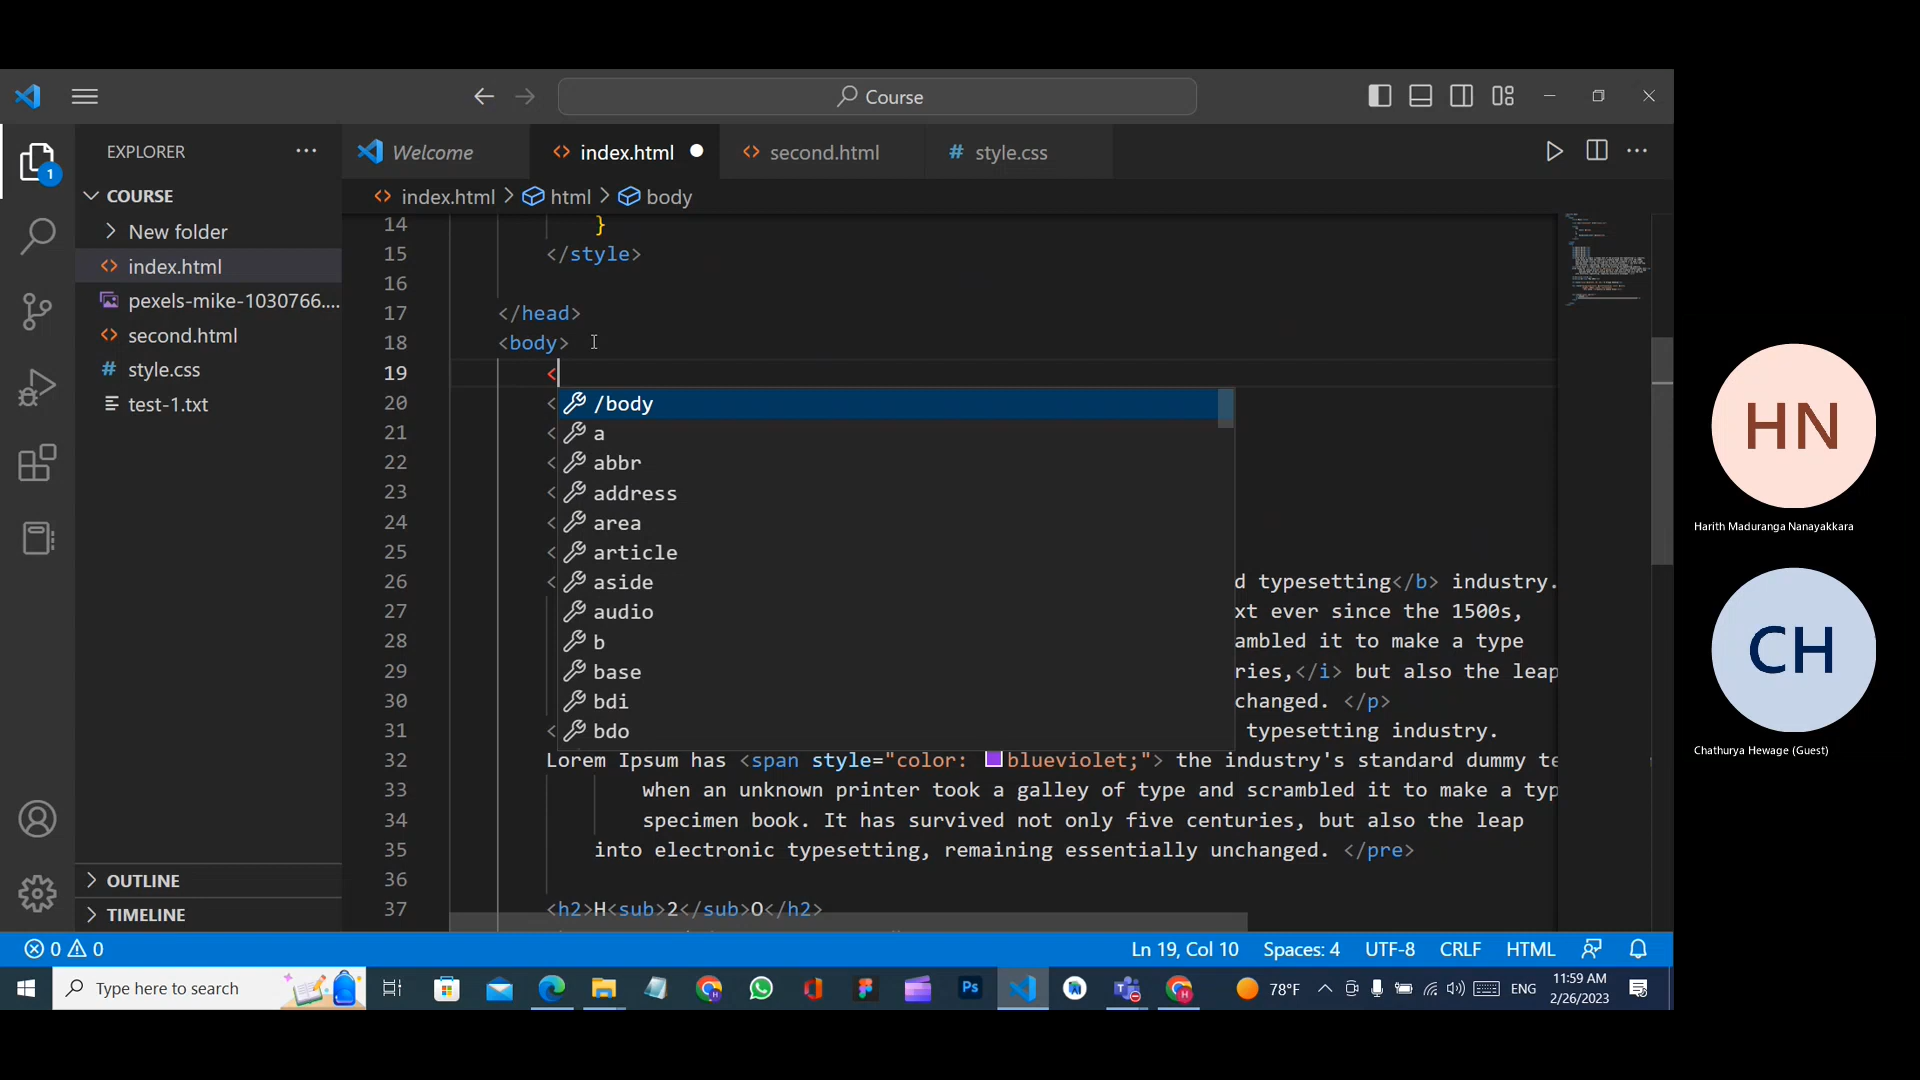 Course
EXPLORER
Welcome
index.html
second.html
# style.css
1
COURSE
index.html > html > body
New folder
index.html
pexels-mike-1030766....
second.html
# style.css
test-1.txt
14 }
15 </style>
16
17 </head>
18 <body>
19 <
20 < /body
21 < a
22 < abbr
23 < address
24 < area
25 < article
26 < aside d typesetting</b> industry.
27 audio xt ever since the 1500s,
28 b ambled it to make a type
29 base ries,</i> but also the leap
30 bdi changed. </p>
31 < bdo typesetting industry.
32 Lorem Ipsum has <span style="color: blueviolet;"> the industry's standard dummy te
33 when an unknown printer took a galley of type and scrambled it to make a typ
34 specimen book. It has survived not only five centuries, but also the leap
35 into electronic typesetting, remaining essentially unchanged. </pre>
36
37 <h2>H<sub>2</sub>O</h2>
OUTLINE
TIMELINE
0 0
Ln 19, Col 10 Spaces: 4 UTF-8 CRLF HTML
Type here to search
Ps
78°F
ENG
11:59 AM
2/26/2023
HN
Harith Maduranga Nanayakkara
CH
Chathurya Hewage (Guest)